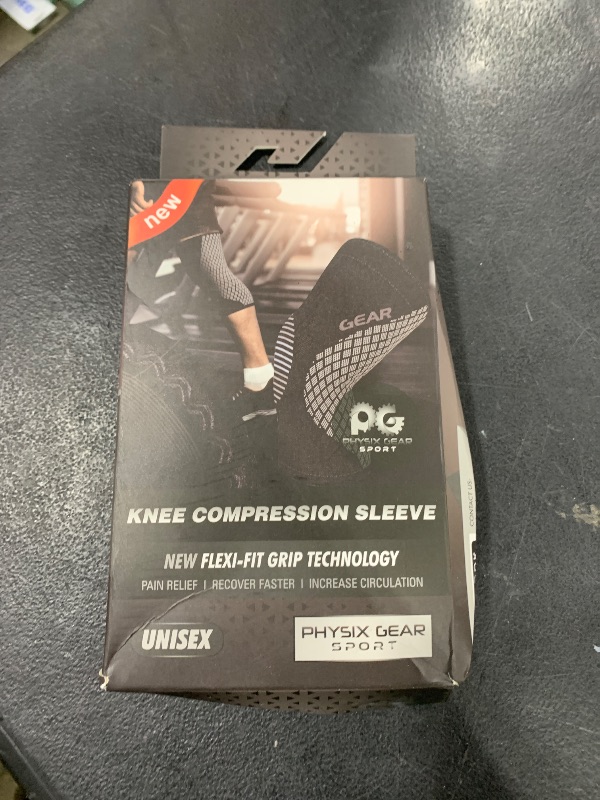 new
GEAR
PG
PHYSIX GEAR
SPORT
KNEE COMPRESSION SLEEVE
NEW FLEXI-FIT GRIP TECHNOLOGY
PAIN RELIEF | RECOVER FASTER | INCREASE CIRCULATION
UNISEX
PHYSIX GEAR
SPORT
CONTACT US